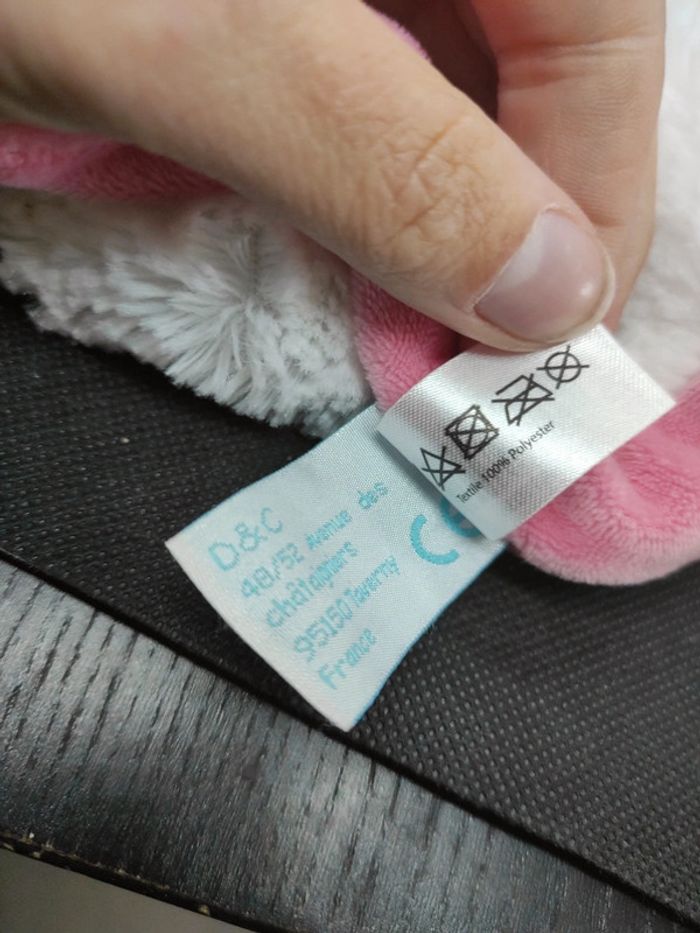 Textile 100% Polyester
D&C
48/52 Avenue des
châtaigniers
95150 Taverny
France
CE